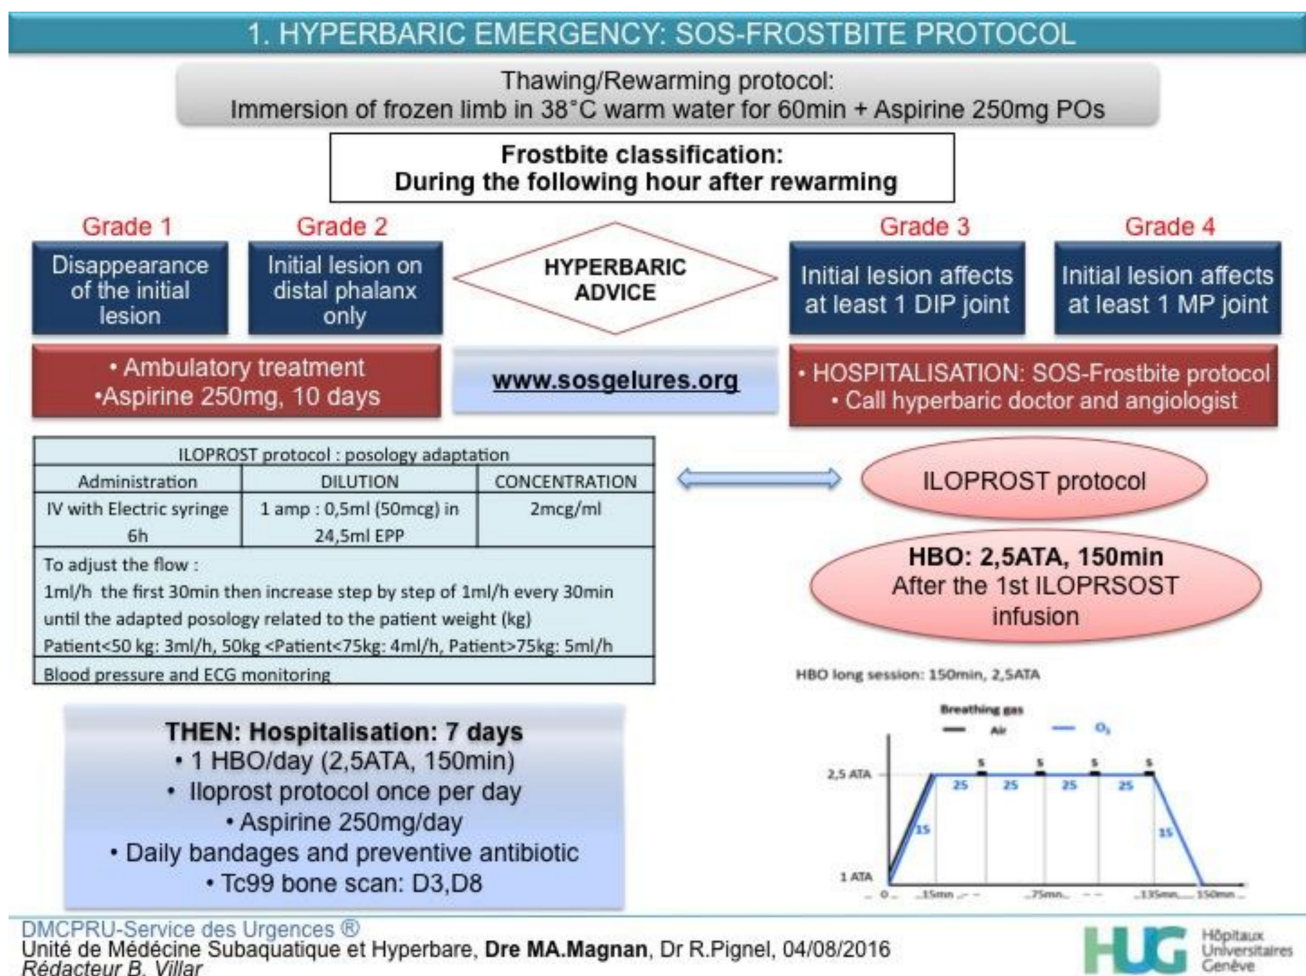 1. HYPERBARIC EMERGENCY: SOS-FROSTBITE PROTOCOL
Thawing/Rewarming protocol:
Immersion of frozen limb in 38°C warm water for 60min + Aspirine 250mg POs
Frostbite classification:
During the following hour after rewarming
Grade 1
Disappearance
of the initial
lesion
Grade 2
Initial lesion on
distal phalanx
only
• Ambulatory treatment
•Aspirine 250mg, 10 days
HYPERBARIC
ADVICE
www.sosgelures.org
Grade 3
Initial lesion affects
at least 1 DIP joint
Grade 4
Initial lesion affects
at least 1 MP joint
• HOSPITALISATION: SOS-Frostbite protocol
• Call hyperbaric doctor and angiologist
ILOPROST protocol : posology adaptation
Administration DILUTION CONCENTRATION
IV with Electric syringe 1 amp : 0,5ml (50mcg) in 2mcg/ml
6h 24,5ml EPP
To adjust the flow :
1ml/h the first 30min then increase step by step of 1ml/h every 30min
until the adapted posology related to the patient weight (kg)
Patient<50 kg: 3ml/h, 50kg <Patient<75kg: 4ml/h, Patient>75kg: 5ml/h
Blood pressure and ECG monitoring
ILOPROST protocol
HBO: 2,5ATA, 150min
After the 1st ILOPRSOST
infusion
THEN: Hospitalisation: 7 days
• 1 HBO/day (2,5ATA, 150min)
• Iloprost protocol once per day
• Aspirine 250mg/day
• Daily bandages and preventive antibiotic
• Tc99 bone scan: D3,D8
HBO long session: 150min, 2,5ATA
Breathing gas
Air O₂
5 5 5 5
2,5 ATA
25 25 25 25
15 15
1 ATA
0 15mn 75mn 135mn 150mn
DMCPRU-Service des Urgences ®
Unité de Médécine Subaquatique et Hyperbare, Dre MA.Magnan, Dr R.Pignel, 04/08/2016
Rédacteur B. Villar
HUG
Hôpitaux
Universitaires
Genève